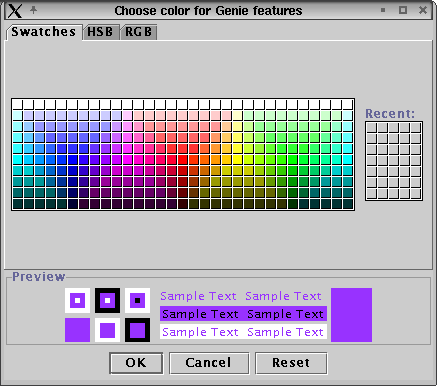 Choose color for Genie features
Swatches HSB RGB
Recent:
Preview
Sample Text Sample Text
Sample Text Sample Text
Sample Text Sample Text
OK Cancel Reset